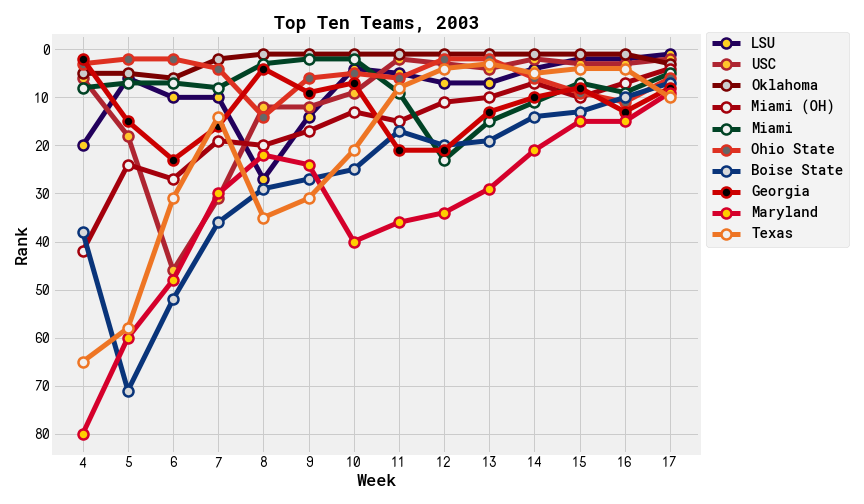 Top Ten Teams, 2003
LSU
USC
Oklahoma
Miami (OH)
Miami
Ohio State
Boise State
Georgia
Maryland
Texas
Rank
0
10
20
30
40
50
60
70
80
4 5 6 7 8 9 10 11 12 13 14 15 16 17
Week